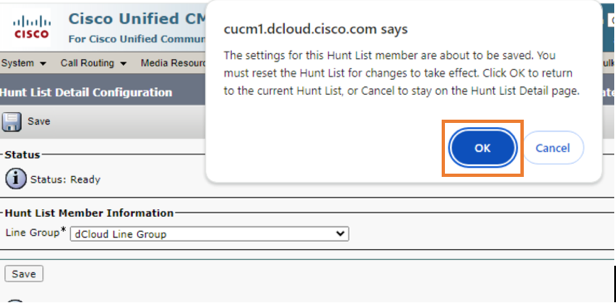 cisco
Cisco Unified CM
For Cisco Unified Commun
System Call Routing Media Resourc
Hunt List Detail Configuration
Save
Status
Status: Ready
Hunt List Member Information
Line Group* dCloud Line Group
Save
cucm1.dcloud.cisco.com says
The settings for this Hunt List member are about to be saved. You
must reset the Hunt List for changes to take effect. Click OK to return
to the current Hunt List, or Cancel to stay on the Hunt List Detail page.
OK Cancel